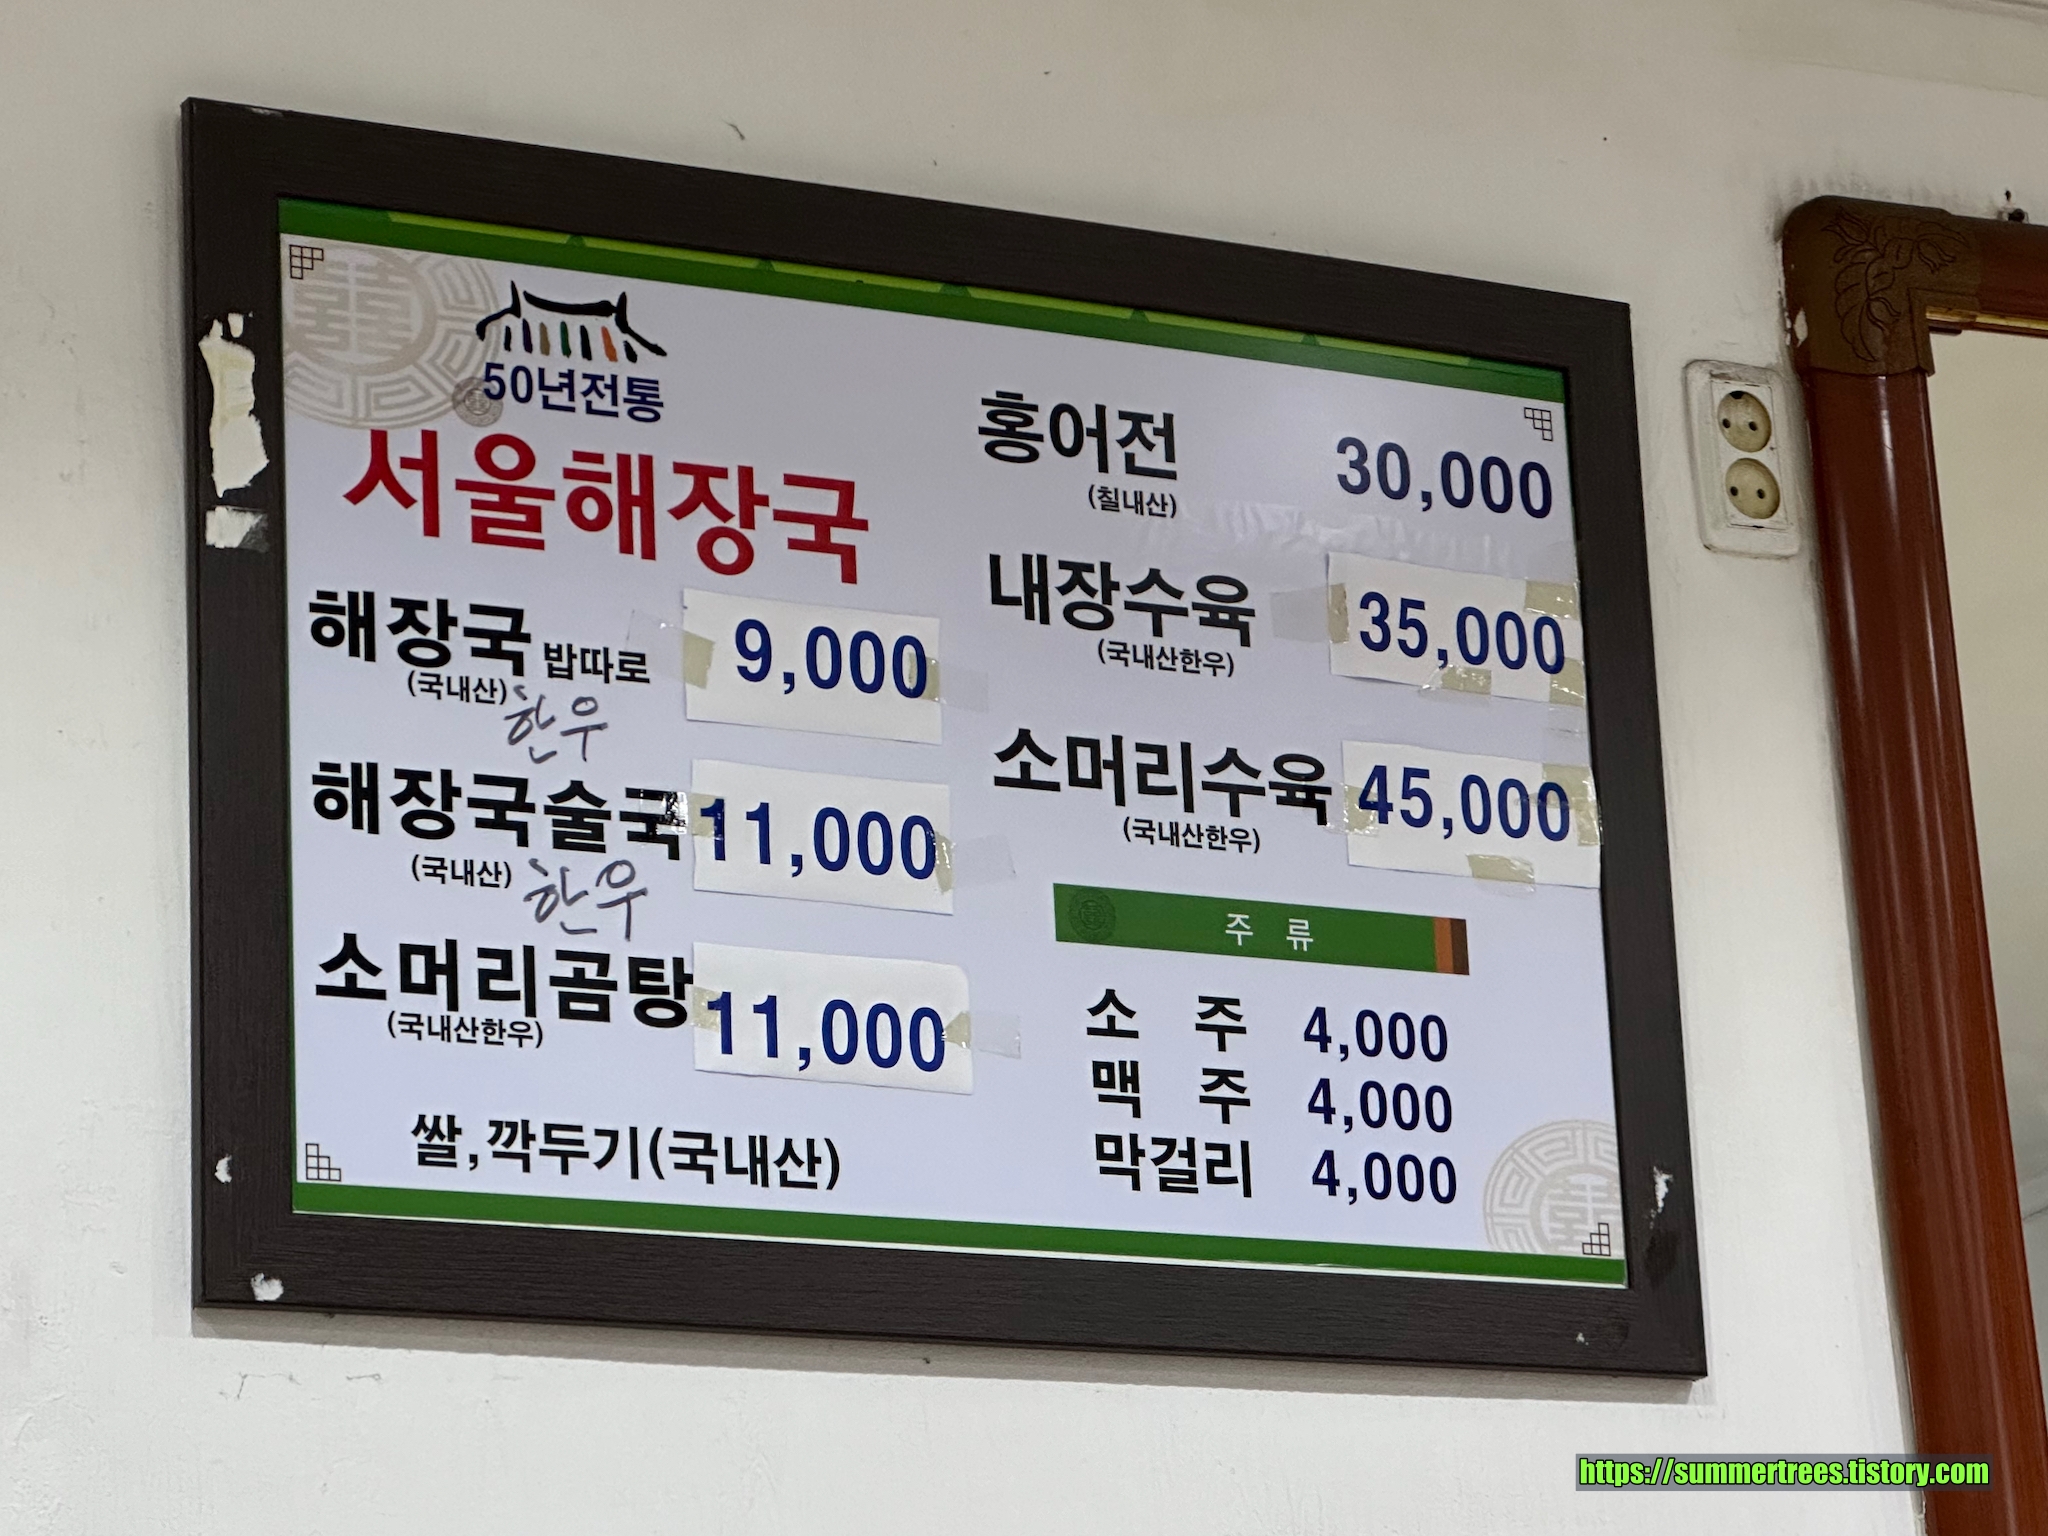 50년전통
서울해장국
해장국 밥따로 9,000
(국내산) 한우
해장국술국 11,000
(국내산) 한우
소머리곰탕 11,000
(국내산한우)
쌀,깍두기(국내산)
홍어전 30,000
(칠내산)
내장수육 35,000
(국내산한우)
소머리수육 45,000
(국내산한우)
주 류
소 주 4,000
맥 주 4,000
막걸리 4,000
https://summertrees.tistory.com